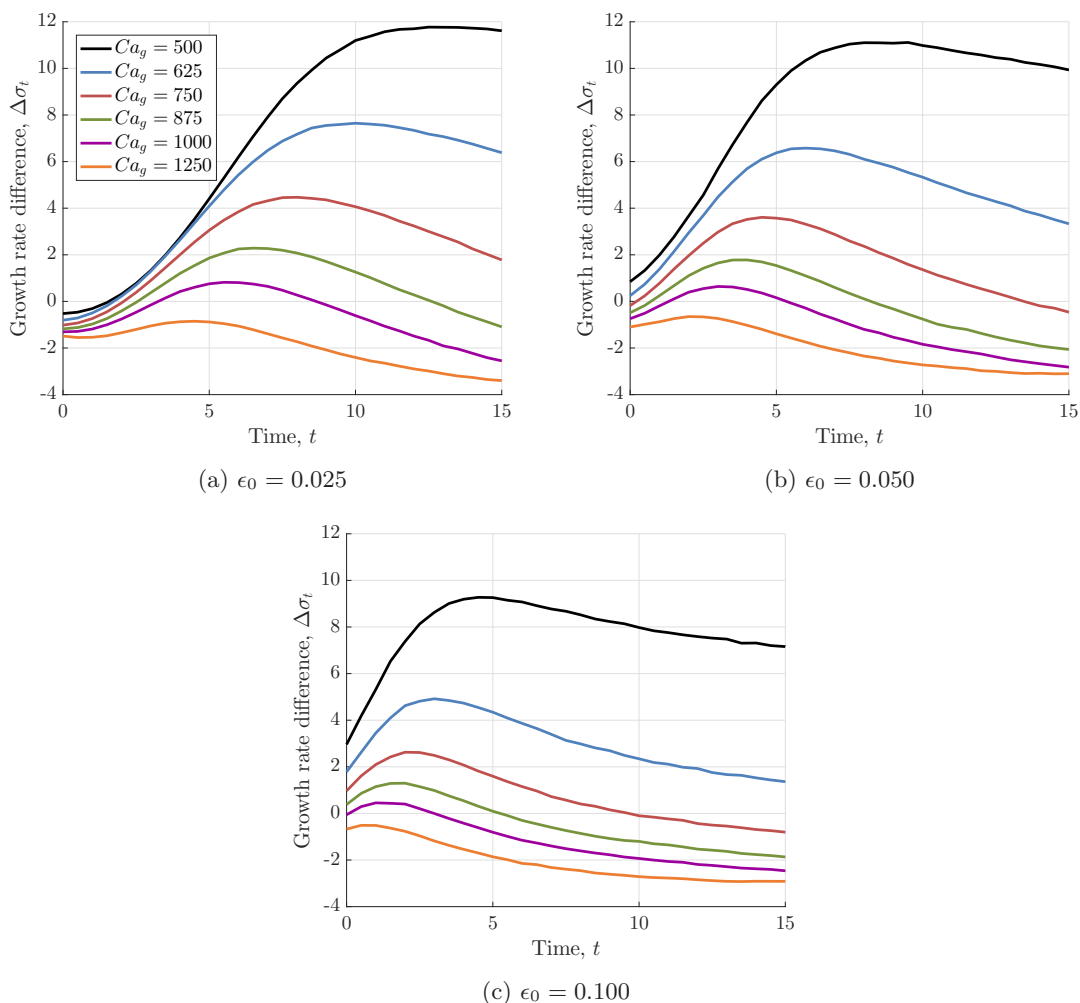 12
10
8
6
4
2
0
-2
-4
Growth rate difference, Δσ_t
Ca_g = 500
Ca_g = 625
Ca_g = 750
Ca_g = 875
Ca_g = 1000
Ca_g = 1250
0 5 10 15
Time, t
(a) ϵ_0 = 0.025
12
10
8
6
4
2
0
-2
-4
Growth rate difference, Δσ_t
0 5 10 15
Time, t
(b) ϵ_0 = 0.050
12
10
8
6
4
2
0
-2
-4
Growth rate difference, Δσ_t
0 5 10 15
Time, t
(c) ϵ_0 = 0.100